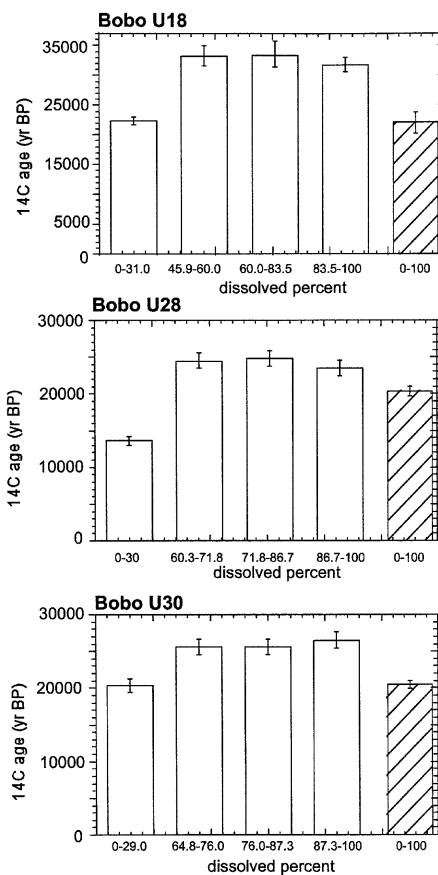 Bobo U18
14C age (yr BP)
35000
25000
15000
5000
0
0-31.0 45.9-60.0 60.0-83.5 83.5-100 0-100
dissolved percent
Bobo U28
14C age (yr BP)
30000
20000
10000
0
0-30 60.3-71.8 71.8-86.7 86.7-100 0-100
dissolved percent
Bobo U30
14C age (yr BP)
30000
20000
10000
0
0-29.0 64.8-76.0 76.0-87.3 87.3-100 0-100
dissolved percent